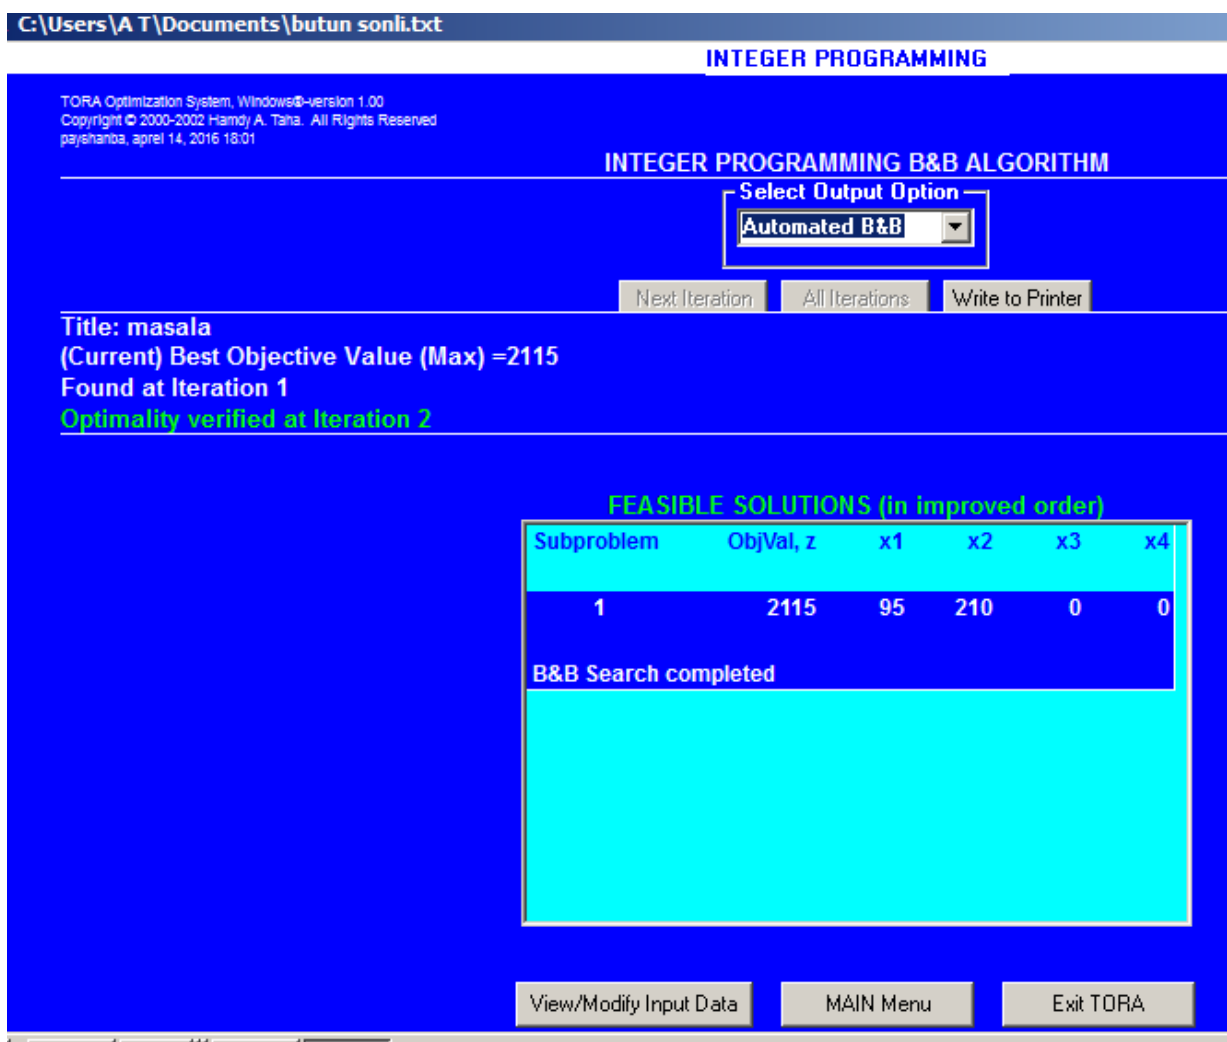 C:\Users\A T\Documents\butun sonli.txt
INTEGER PROGRAMMING
TORA Optimization System, Windows®-version 1.00
Copyright © 2000-2002 Hamdy A. Taha. All Rights Reserved
payshanba, aprel 14, 2016 18:01
INTEGER PROGRAMMING B&B ALGORITHM
Select Output Option
Automated B&B
Next Iteration All Iterations Write to Printer
Title: masala
(Current) Best Objective Value (Max) =2115
Found at Iteration 1
Optimality verified at Iteration 2
FEASIBLE SOLUTIONS (in improved order)
Subproblem ObjVal, z x1 x2 x3 x4
1 2115 95 210 0 0
B&B Search completed
View/Modify Input Data MAIN Menu Exit TORA